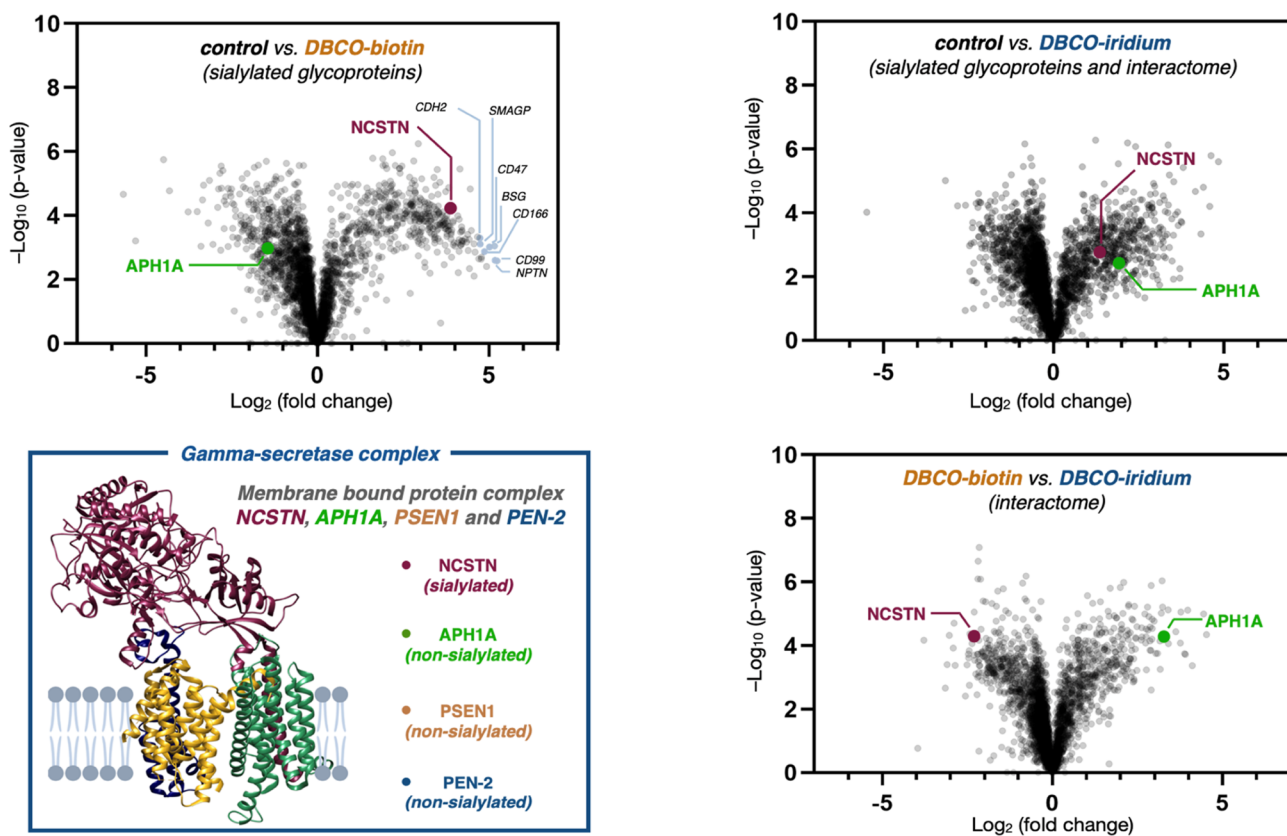 control vs. DBCO-biotin
(sialylated glycoproteins)
10
8
6
4
2
0
–Log₁₀ (p-value)
NCSTN
CDH2
SMAGP
CD47
BSG
CD166
CD99
NPTN
APH1A
-5
0
5
Log₂ (fold change)
control vs. DBCO-iridium
(sialylated glycoproteins and interactome)
10
8
6
4
2
0
–Log₁₀ (p-value)
NCSTN
APH1A
-5
0
5
Log₂ (fold change)
Gamma-secretase complex
Membrane bound protein complex
NCSTN, APH1A, PSEN1 and PEN-2
NCSTN
(sialylated)
APH1A
(non-sialylated)
PSEN1
(non-sialylated)
PEN-2
(non-sialylated)
DBCO-biotin vs. DBCO-iridium
(interactome)
10
8
6
4
2
0
–Log₁₀ (p-value)
NCSTN
APH1A
-5
0
5
Log₂ (fold change)